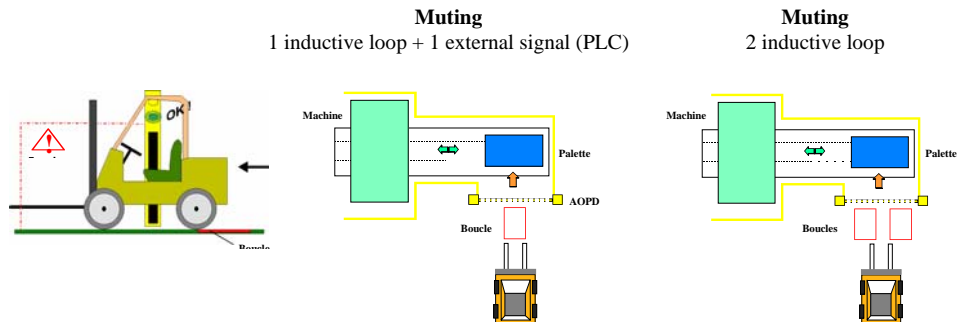 Muting
1 inductive loop + 1 external signal (PLC)
Muting
2 inductive loop
OK!
Boucle
Machine
Palette
AOPD
Boucle
Machine
Palette
Boucles